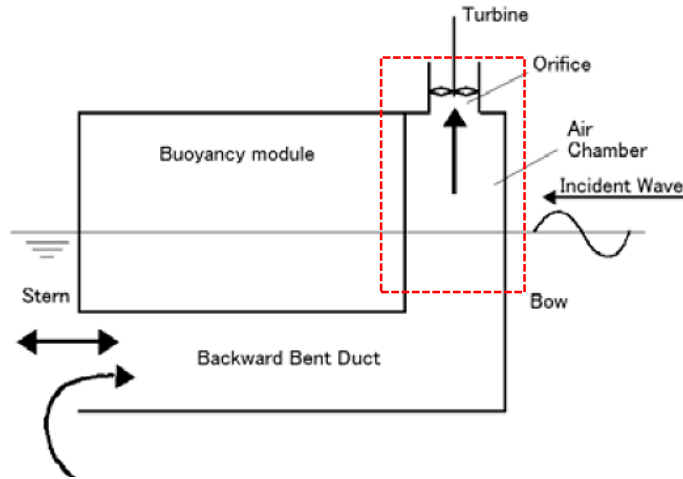 Turbine
Orifice
Air
Chamber
Buoyancy module
Incident Wave
Stern
Bow
Backward Bent Duct